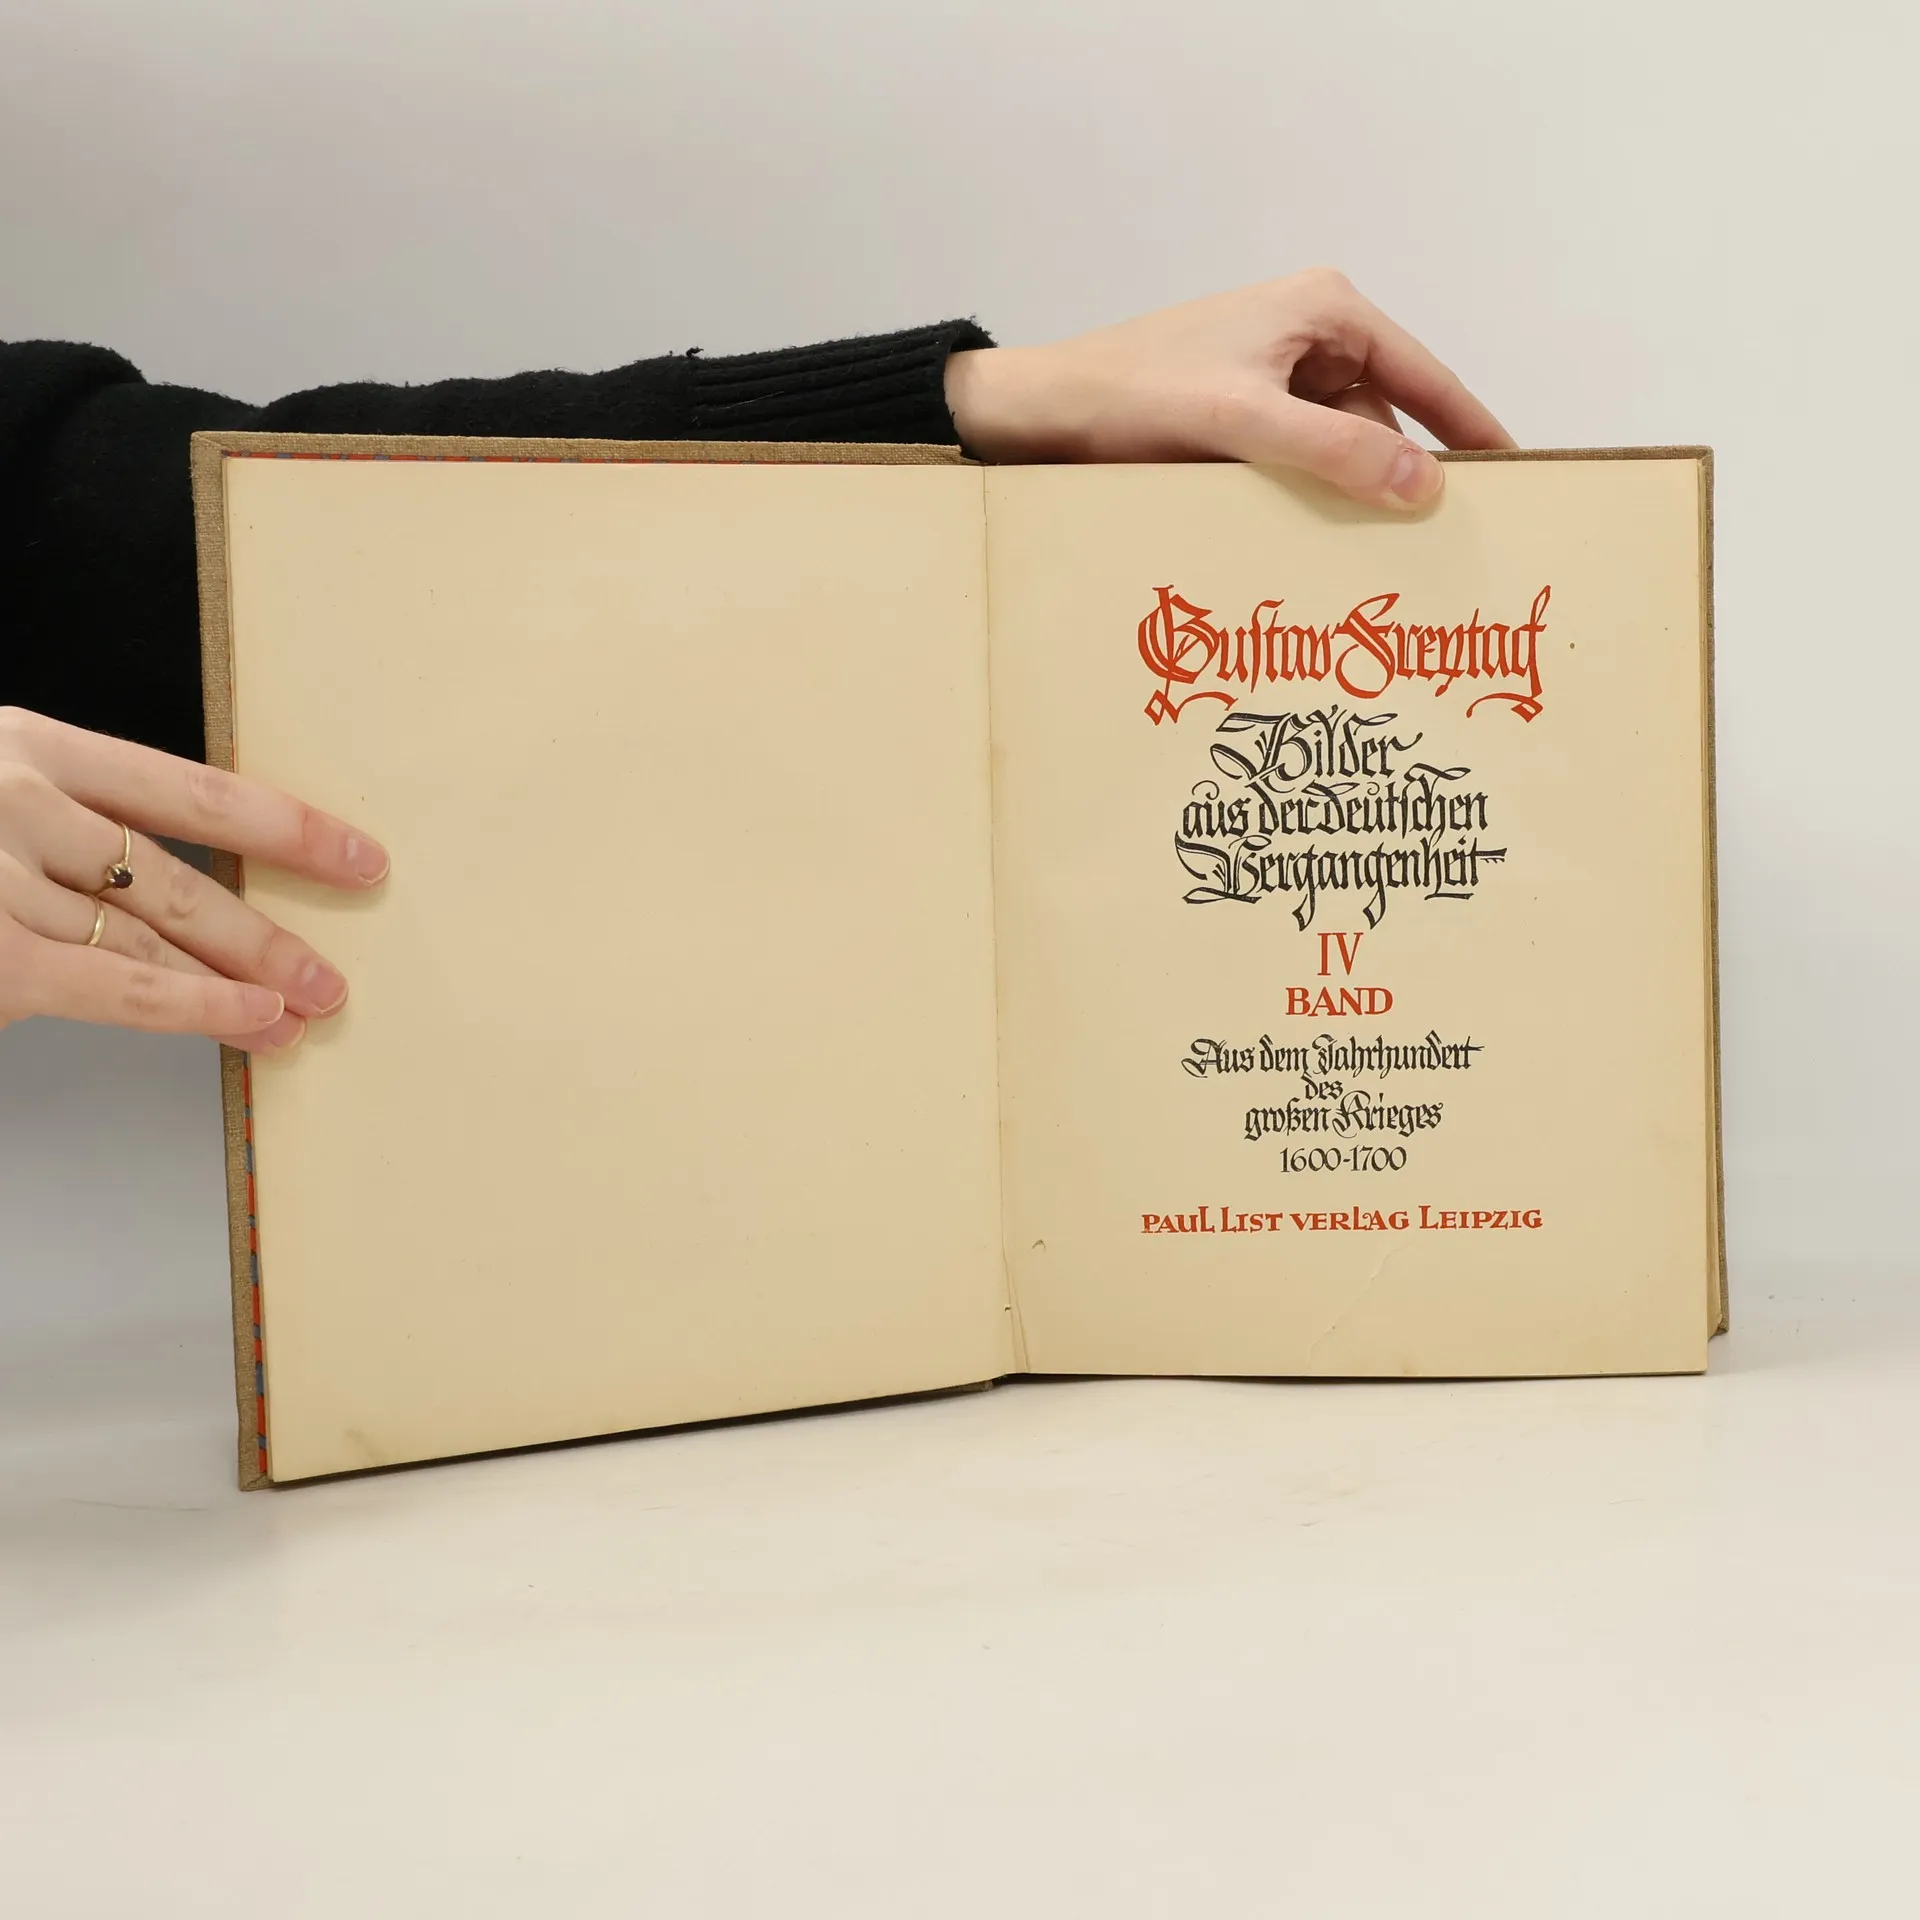 Gustav Freytag
Bilder
aus der deutschen
Vergangenheit
IV
BAND
Aus dem Jahrhundert
des
großen Krieges
1600-1700
PAUL LIST VERLAG LEIPZIG